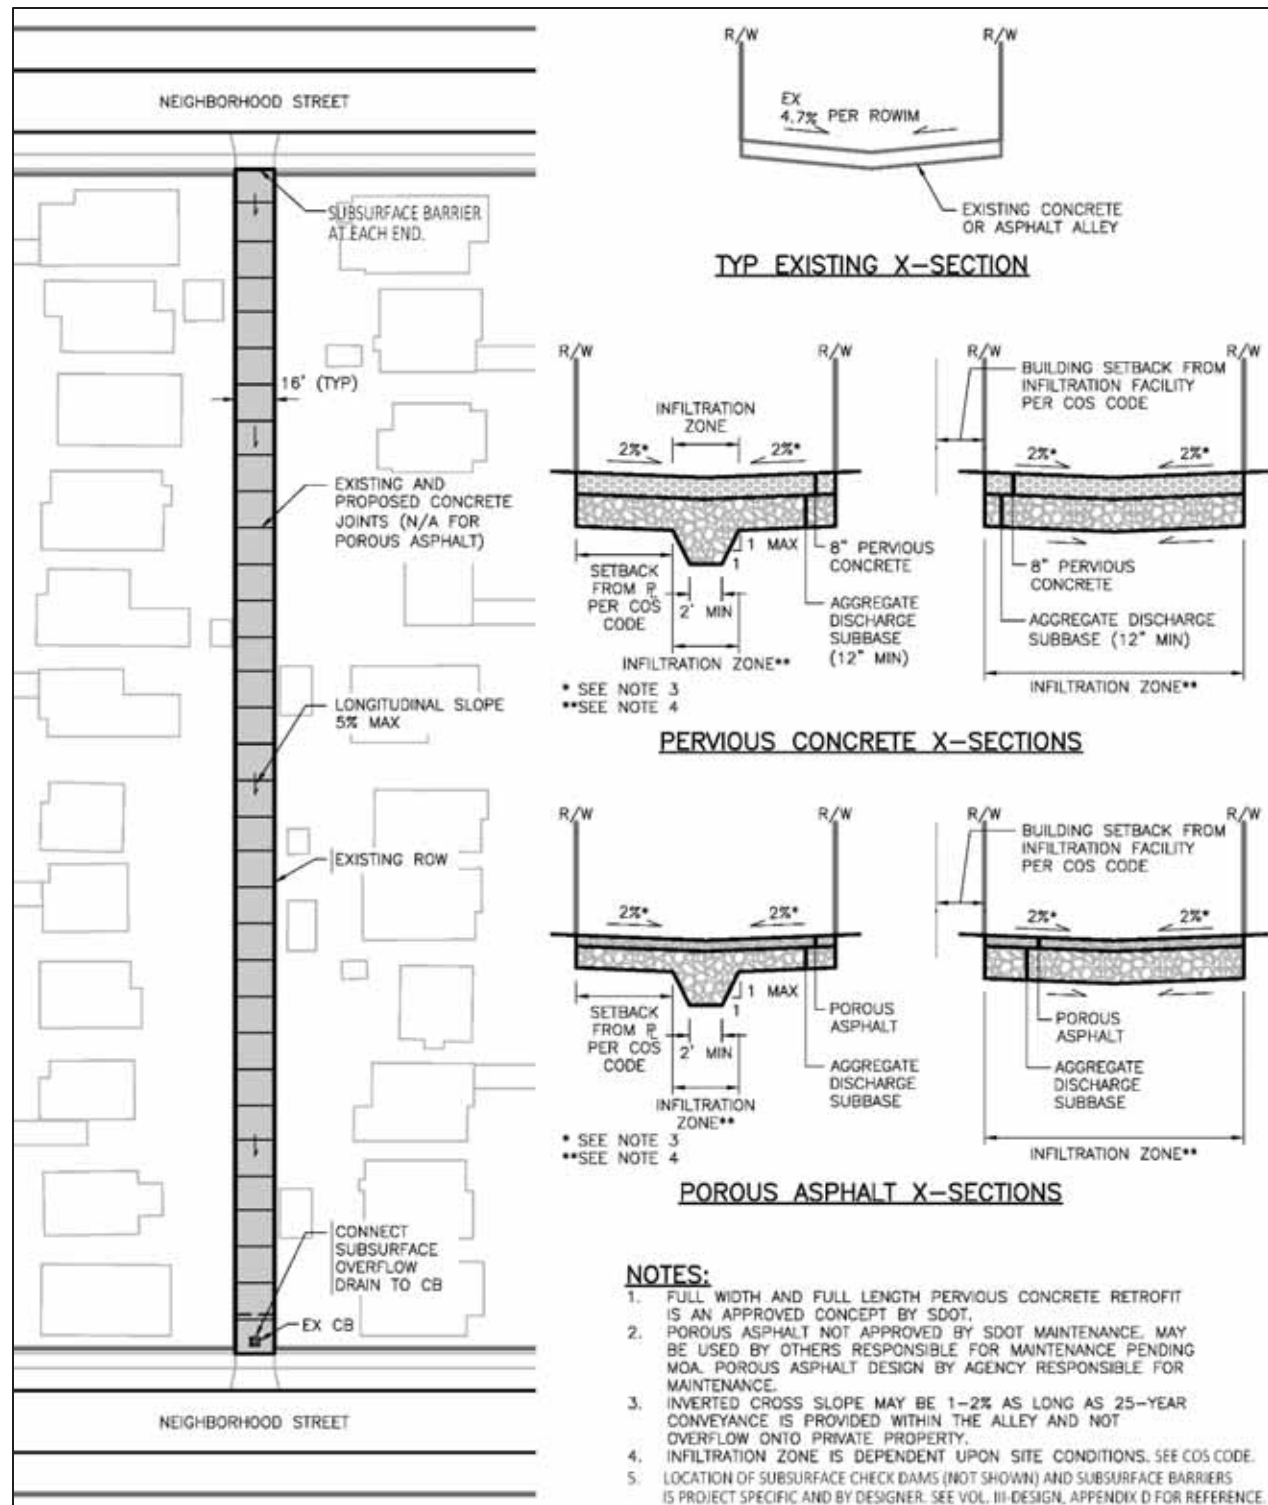 NEIGHBORHOOD STREET
SUBSURFACE BARRIER
AT EACH END.
16' (TYP)
EXISTING AND
PROPOSED CONCRETE
JOINTS (N/A FOR
POROUS ASPHALT)
LONGITUDINAL SLOPE
5% MAX
EXISTING ROW
CONNECT
SUBSURFACE
OVERFLOW
DRAIN TO CB
EX CB
NEIGHBORHOOD STREET
R/W
R/W
EX
4.7% PER ROWIM
EXISTING CONCRETE
OR ASPHALT ALLEY
TYP EXISTING X-SECTION
R/W
R/W
INFILTRATION
ZONE
2%*
2%*
1 MAX
1
8" PERVIOUS
CONCRETE
SETBACK
FROM PL
PER COS
CODE
2' MIN
AGGREGATE
DISCHARGE
SUBBASE
(12" MIN)
INFILTRATION ZONE**
* SEE NOTE 3
**SEE NOTE 4
R/W
R/W
BUILDING SETBACK FROM
INFILTRATION FACILITY
PER COS CODE
2%*
2%*
8" PERVIOUS
CONCRETE
AGGREGATE DISCHARGE
SUBBASE (12" MIN)
INFILTRATION ZONE**
PERVIOUS CONCRETE X-SECTIONS
R/W
R/W
2%*
2%*
1 MAX
1
POROUS
ASPHALT
SETBACK
FROM PL
PER COS
CODE
2' MIN
AGGREGATE
DISCHARGE
SUBBASE
INFILTRATION
ZONE**
* SEE NOTE 3
**SEE NOTE 4
R/W
R/W
BUILDING SETBACK FROM
INFILTRATION FACILITY
PER COS CODE
2%*
2%*
POROUS
ASPHALT
AGGREGATE
DISCHARGE
SUBBASE
INFILTRATION ZONE**
POROUS ASPHALT X-SECTIONS
NOTES:
1. FULL WIDTH AND FULL LENGTH PERVIOUS CONCRETE RETROFIT
IS AN APPROVED CONCEPT BY SDOT.
2. POROUS ASPHALT NOT APPROVED BY SDOT MAINTENANCE. MAY
BE USED BY OTHERS RESPONSIBLE FOR MAINTENANCE PENDING
MOA. POROUS ASPHALT DESIGN BY AGENCY RESPONSIBLE FOR
MAINTENANCE.
3. INVERTED CROSS SLOPE MAY BE 1-2% AS LONG AS 25-YEAR
CONVEYANCE IS PROVIDED WITHIN THE ALLEY AND NOT
OVERFLOW ONTO PRIVATE PROPERTY.
4. INFILTRATION ZONE IS DEPENDENT UPON SITE CONDITIONS. SEE COS CODE.
5. LOCATION OF SUBSURFACE CHECK DAMS (NOT SHOWN) AND SUBSURFACE BARRIERS
IS PROJECT SPECIFIC AND BY DESIGNER. SEE VOL. III-DESIGN, APPENDIX D FOR REFERENCE.